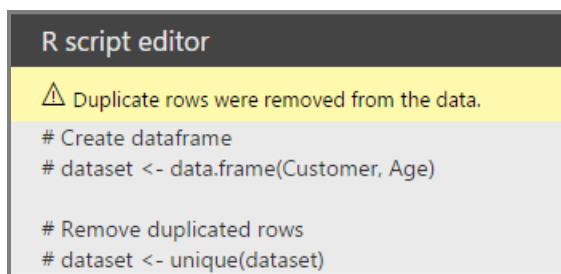 R script editor
Duplicate rows were removed from the data.
# Create dataframe
# dataset <- data.frame(Customer, Age)
# Remove duplicated rows
# dataset <- unique(dataset)